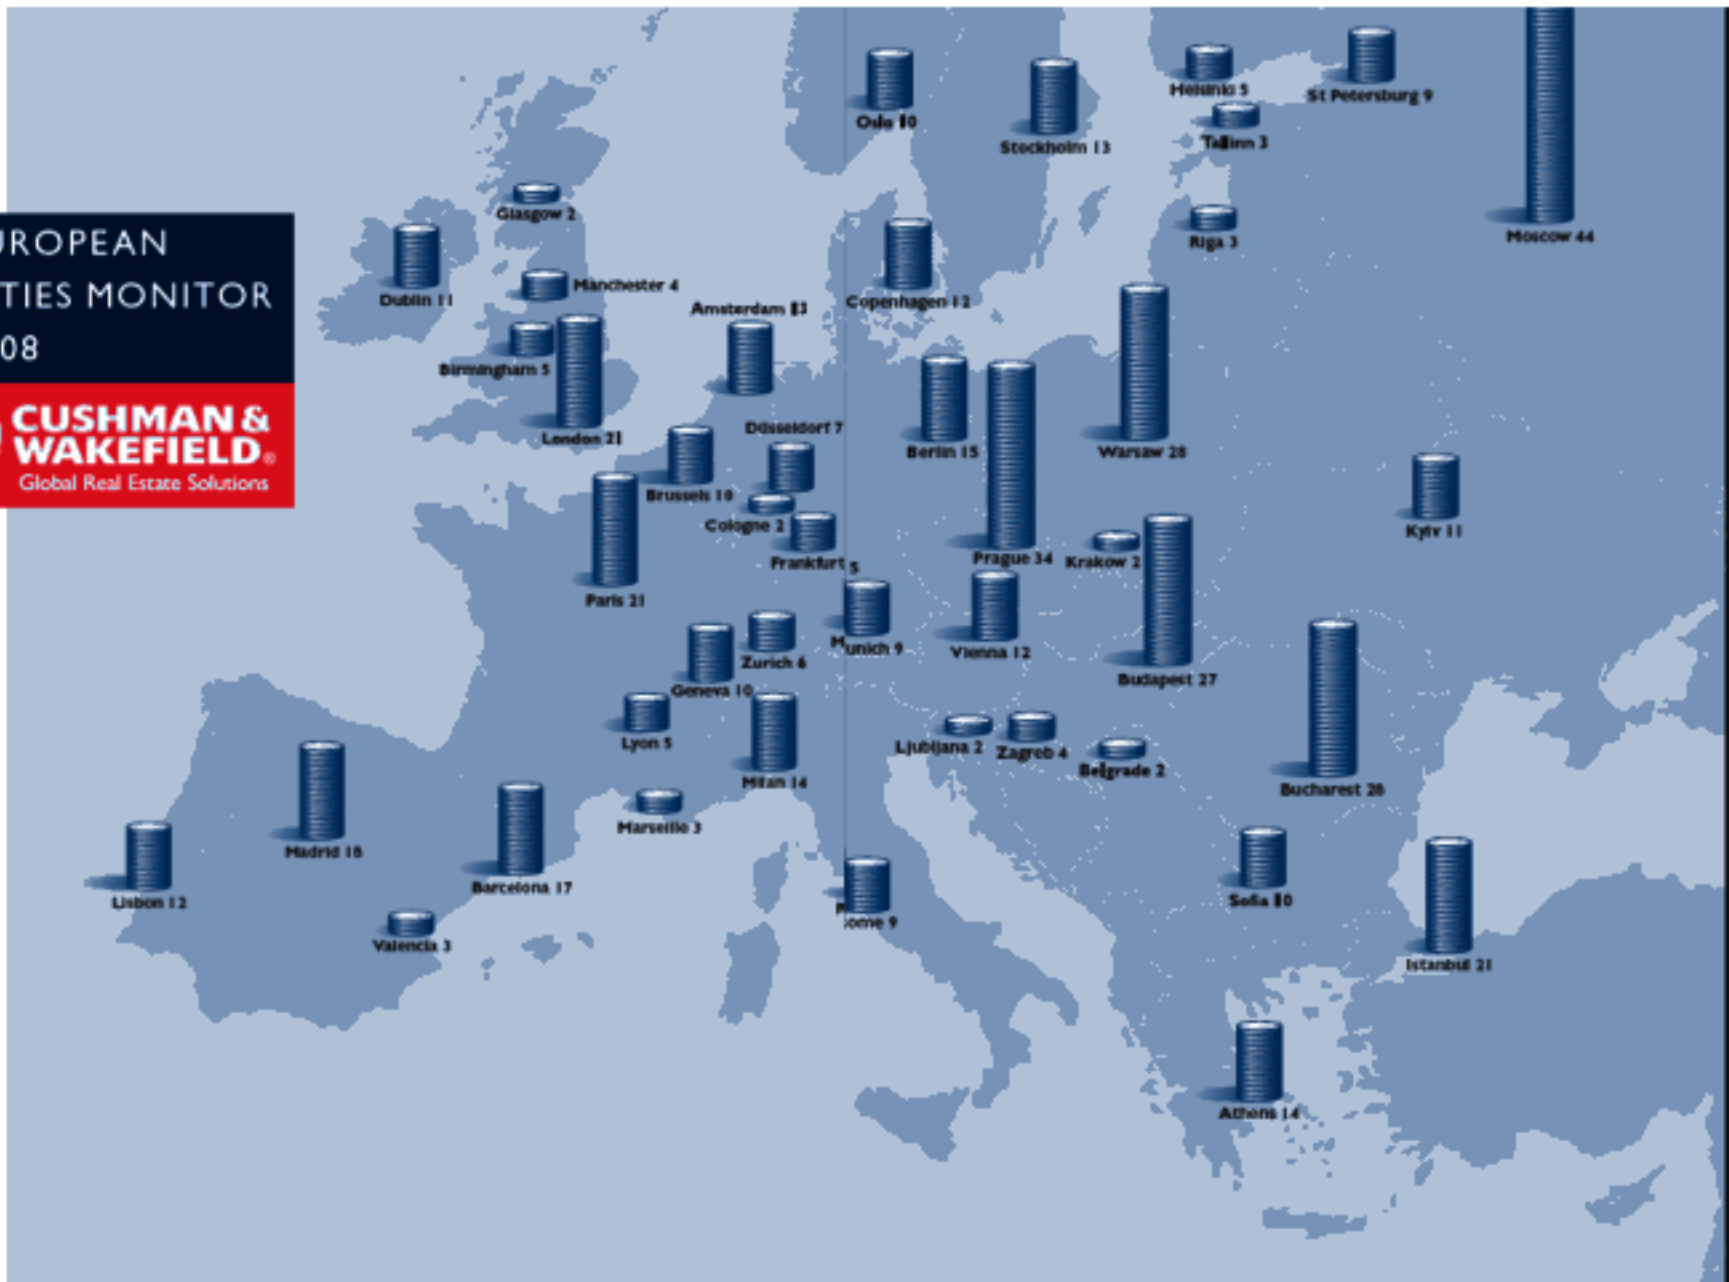 Oslo 10
Stockholm 13
Helsinki 5
St Petersburg 9
Tallinn 3
Glasgow 2
Riga 3
Moscow 44
UROPEAN
TIES MONITOR
08
CUSHMAN &
WAKEFIELD®
Global Real Estate Solutions
Dublin 11
Manchester 4
Amsterdam 13
Copenhagen 12
Birmingham 5
London 21
Düsseldorf 7
Berlin 15
Warsaw 28
Brussels 10
Cologne 2
Frankfurt 5
Prague 34
Krakow 2
Kyiv 11
Paris 21
Munich 9
Vienna 12
Zurich 6
Geneva 10
Budapest 27
Lyon 5
Milan 14
Ljubljana 2
Zagreb 4
Belgrade 2
Bucharest 28
Marseille 3
Madrid 18
Barcelona 17
Lisbon 12
Valencia 3
Rome 9
Sofia 10
Istanbul 21
Athens 14